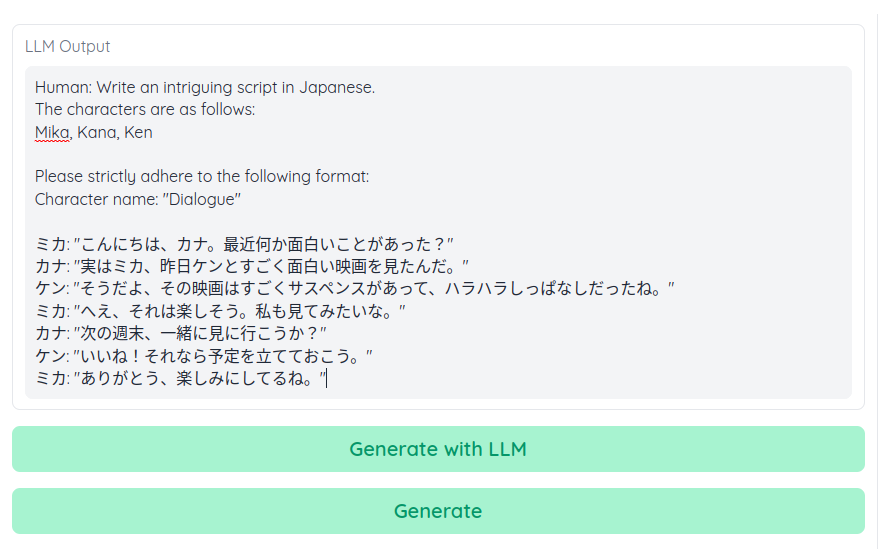 LLM Output
Human: Write an intriguing script in Japanese.
The characters are as follows:
Mika, Kana, Ken
Please strictly adhere to the following format:
Character name: "Dialogue"
ミカ: "こんにちは、カナ。最近何か面白いことがあった？"
カナ: "実はミカ、昨日ケンとすごく面白い映画を見たんだ。"
ケン: "そうだよ、その映画はすごくサスペンスがあって、ハラハラしっぱなしだったね。"
ミカ: "へえ、それは楽しそう。私も見てみたいな。"
カナ: "次の週末、一緒に見に行こうか？"
ケン: "いいね！それなら予定を立てておこう。"
ミカ: "ありがとう、楽しみにしてるね。"
Generate with LLM
Generate